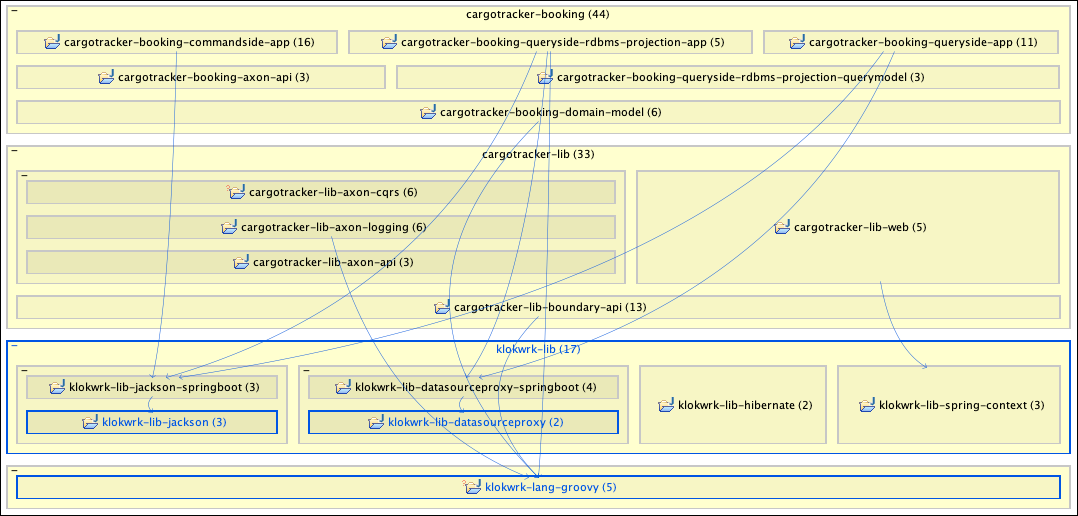 cargotracker-booking (44)
cargotracker-booking-commandside-app (16)
cargotracker-booking-queryside-rdbms-projection-app (5)
cargotracker-booking-queryside-app (11)
cargotracker-booking-axon-api (3)
cargotracker-booking-queryside-rdbms-projection-querymodel (3)
cargotracker-booking-domain-model (6)
cargotracker-lib (33)
cargotracker-lib-axon-cqrs (6)
cargotracker-lib-axon-logging (6)
cargotracker-lib-web (5)
cargotracker-lib-axon-api (3)
cargotracker-lib-boundary-api (13)
klokwrk-lib (17)
klokwrk-lib-jackson-springboot (3)
klokwrk-lib-datasourceproxy-springboot (4)
klokwrk-lib-hibernate (2)
klokwrk-lib-spring-context (3)
klokwrk-lib-jackson (3)
klokwrk-lib-datasourceproxy (2)
klokwrk-lang-groovy (5)